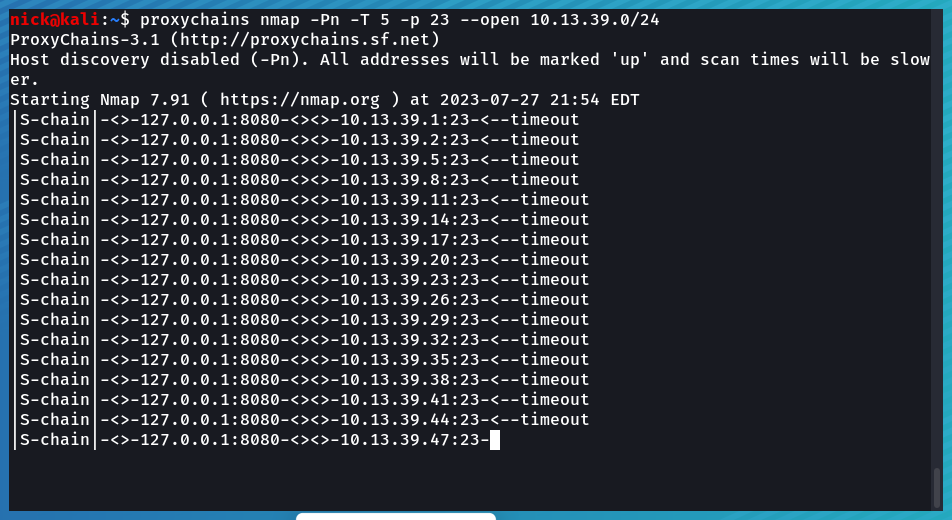 nick@kali:~$ proxychains nmap -Pn -T 5 -p 23 --open 10.13.39.0/24
ProxyChains-3.1 (http://proxychains.sf.net)
Host discovery disabled (-Pn). All addresses will be marked 'up' and scan times will be slow
er.
Starting Nmap 7.91 ( https://nmap.org ) at 2023-07-27 21:54 EDT
|S-chain|-<>-127.0.0.1:8080-<><>-10.13.39.1:23-<--timeout
|S-chain|-<>-127.0.0.1:8080-<><>-10.13.39.2:23-<--timeout
|S-chain|-<>-127.0.0.1:8080-<><>-10.13.39.5:23-<--timeout
|S-chain|-<>-127.0.0.1:8080-<><>-10.13.39.8:23-<--timeout
|S-chain|-<>-127.0.0.1:8080-<><>-10.13.39.11:23-<--timeout
|S-chain|-<>-127.0.0.1:8080-<><>-10.13.39.14:23-<--timeout
|S-chain|-<>-127.0.0.1:8080-<><>-10.13.39.17:23-<--timeout
|S-chain|-<>-127.0.0.1:8080-<><>-10.13.39.20:23-<--timeout
|S-chain|-<>-127.0.0.1:8080-<><>-10.13.39.23:23-<--timeout
|S-chain|-<>-127.0.0.1:8080-<><>-10.13.39.26:23-<--timeout
|S-chain|-<>-127.0.0.1:8080-<><>-10.13.39.29:23-<--timeout
|S-chain|-<>-127.0.0.1:8080-<><>-10.13.39.32:23-<--timeout
|S-chain|-<>-127.0.0.1:8080-<><>-10.13.39.35:23-<--timeout
|S-chain|-<>-127.0.0.1:8080-<><>-10.13.39.38:23-<--timeout
|S-chain|-<>-127.0.0.1:8080-<><>-10.13.39.41:23-<--timeout
|S-chain|-<>-127.0.0.1:8080-<><>-10.13.39.44:23-<--timeout
|S-chain|-<>-127.0.0.1:8080-<><>-10.13.39.47:23-